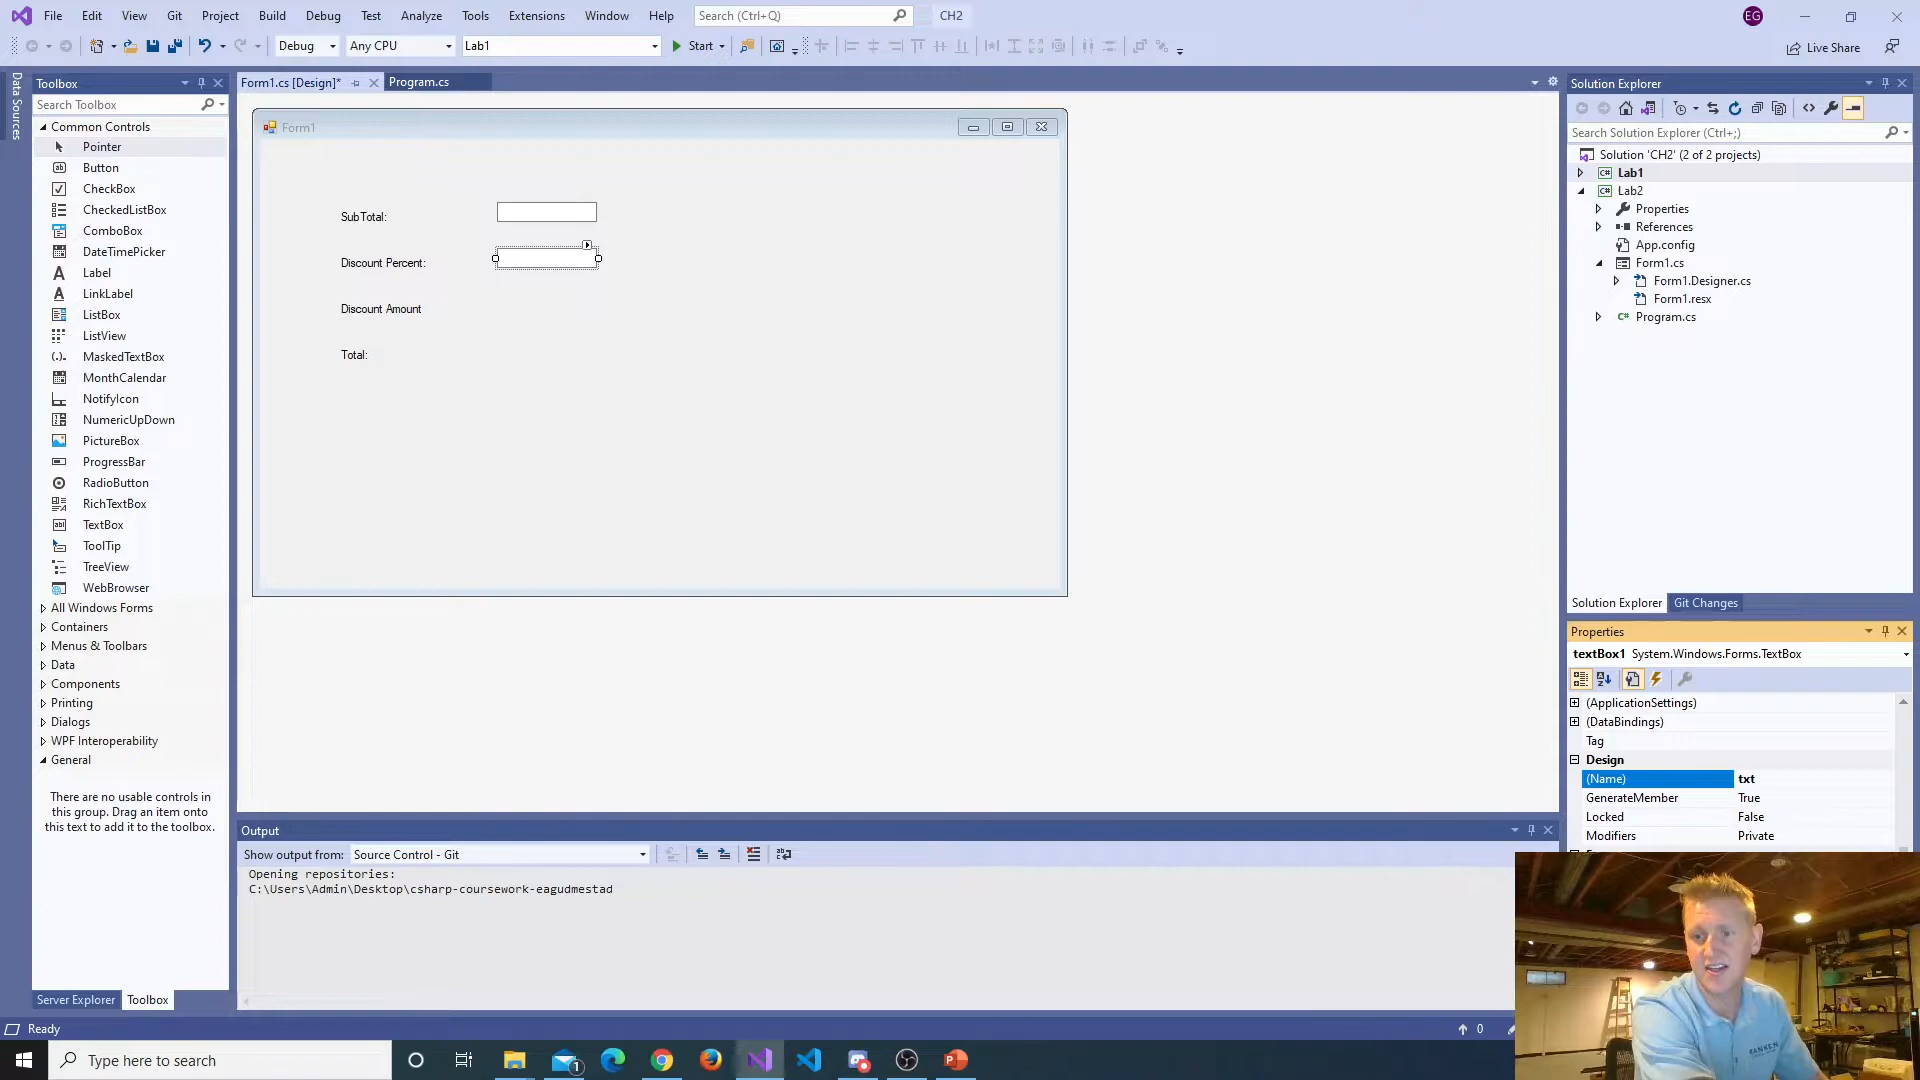 File Edit View Git Project Build Debug Test Analyze Tools Extensions Window Help Search (Ctrl+Q) CH2 EG
Debug Any CPU Lab1 Start Live Share
Data Sources
Toolbox
Search Toolbox
Common Controls
Pointer
Button
CheckBox
CheckedListBox
ComboBox
DateTimePicker
Label
LinkLabel
ListBox
ListView
MaskedTextBox
MonthCalendar
NotifyIcon
NumericUpDown
PictureBox
ProgressBar
RadioButton
RichTextBox
TextBox
ToolTip
TreeView
WebBrowser
All Windows Forms
Containers
Menus & Toolbars
Data
Components
Printing
Dialogs
WPF Interoperability
General
There are no usable controls in
this group. Drag an item onto
this text to add it to the toolbox.
Server Explorer Toolbox
Form1.cs [Design]* Program.cs
Form1
SubTotal:
Discount Percent:
Discount Amount
Total:
Output
Show output from: Source Control - Git
Opening repositories:
C:\Users\Admin\Desktop\csharp-coursework-eagudmestad
Solution Explorer
Search Solution Explorer (Ctrl+;)
Solution 'CH2' (2 of 2 projects)
Lab1
Lab2
Properties
References
App.config
Form1.cs
Form1.Designer.cs
Form1.resx
Program.cs
Solution Explorer Git Changes
Properties
textBox1 System.Windows.Forms.TextBox
(ApplicationSettings)
(DataBindings)
Tag
Design
(Name) txt
GenerateMember True
Locked False
Modifiers Private
RANKEN
Ready 0
Type here to search
1